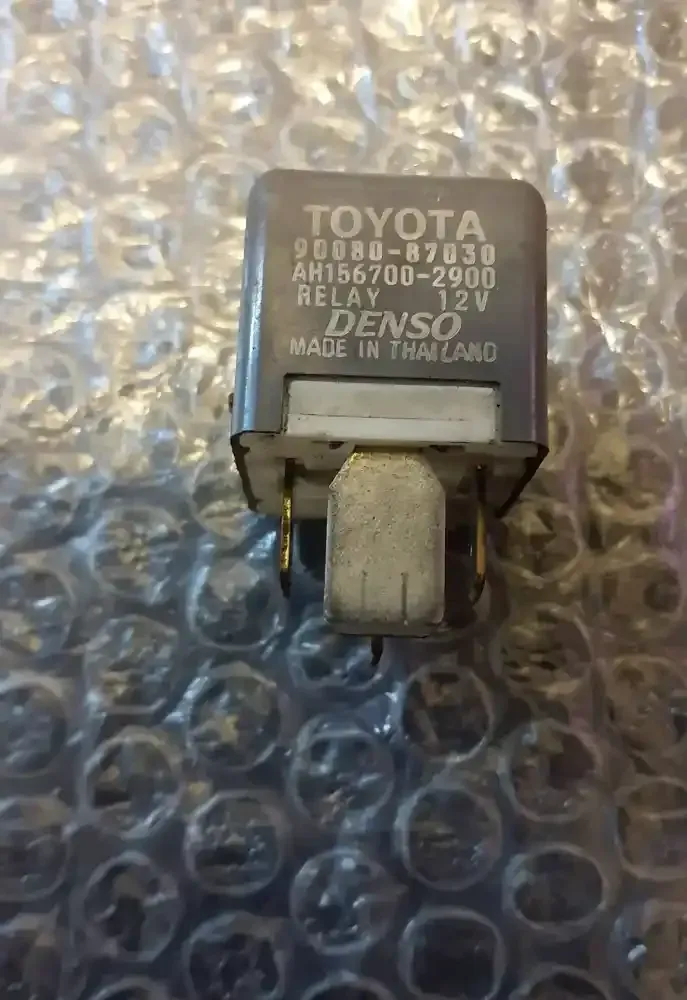 TOYOTA
90080-87030
AH156700-2900
RELAY 12V
DENSO
MADE IN THAILAND